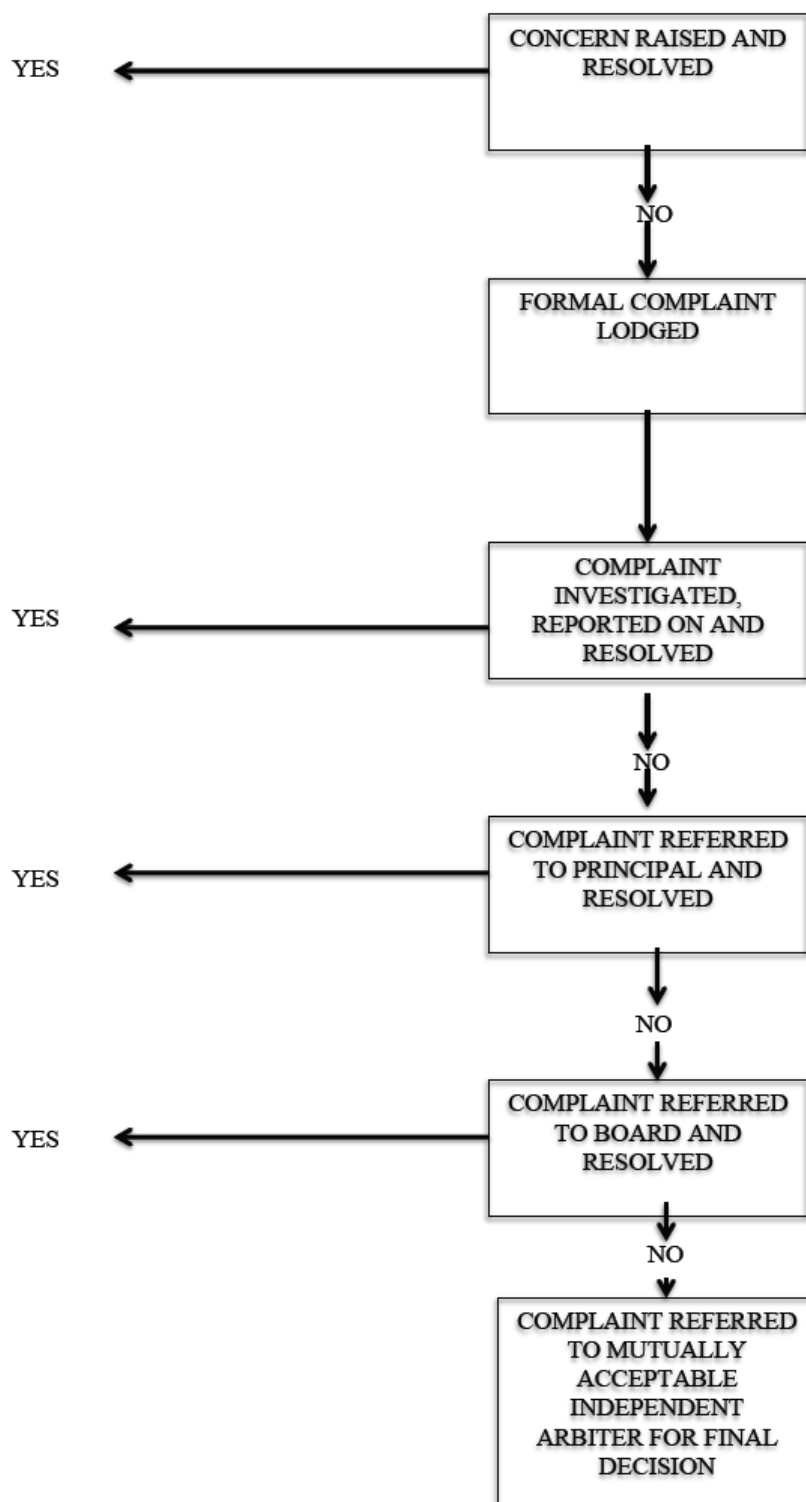 CONCERN RAISED AND
RESOLVED
YES
NO
FORMAL COMPLAINT
LODGED
COMPLAINT
INVESTIGATED,
REPORTED ON AND
RESOLVED
YES
NO
COMPLAINT REFERRED
TO PRINCIPAL AND
RESOLVED
YES
NO
COMPLAINT REFERRED
TO BOARD AND
RESOLVED
YES
NO
COMPLAINT REFERRED
TO MUTUALLY
ACCEPTABLE
INDEPENDENT
ARBITER FOR FINAL
DECISION